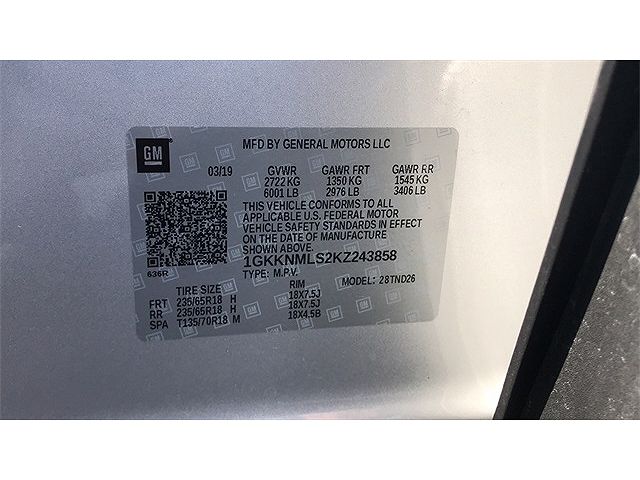 GM
MFD BY GENERAL MOTORS LLC
03/19 GVWR GAWR FRT GAWR RR
2722 KG 1350 KG 1545 KG
6001 LB 2976 LB 3406 LB
THIS VEHICLE CONFORMS TO ALL
APPLICABLE U.S. FEDERAL MOTOR
VEHICLE SAFETY STANDARDS IN EFFECT
ON THE DATE OF MANUFACTURE
SHOWN ABOVE.
1GKKNMLS2KZ243858
636R
TYPE: M.P.V. MODEL: 28TND26
TIRE SIZE RIM
FRT 235/65R18 H 18X7.5J
RR 235/65R18 H 18X7.5J
SPA T135/70R18 M 18X4.5B